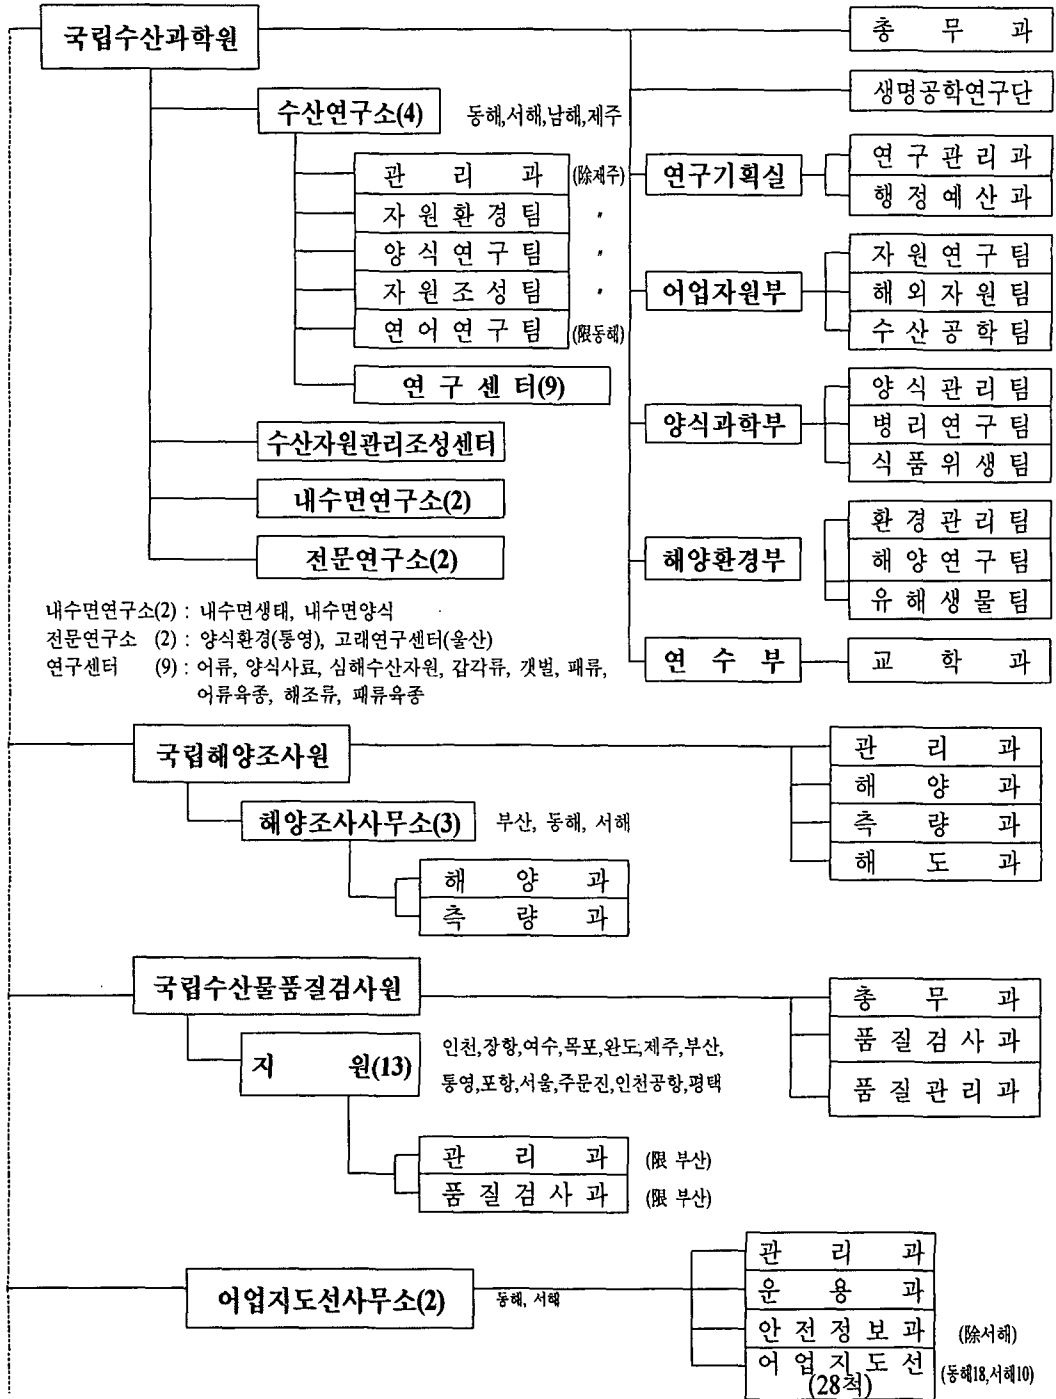 국립수산과학원
총 무 과
생명공학연구단
수산연구소(4) 동해,서해,남해,제주
관 리 과 (除제주)
자 원 환 경 팀 〃
양 식 연 구 팀 〃
자 원 조 성 팀 〃
연 어 연 구 팀 (限동해)
연 구 센 터(9)
수산자원관리조성센터
내수면연구소(2)
전문연구소(2)
연구기획실
연 구 관 리 과
행 정 예 산 과
어업자원부
자 원 연 구 팀
해 외 자 원 팀
수 산 공 학 팀
양식과학부
양 식 관 리 팀
병 리 연 구 팀
식 품 위 생 팀
해양환경부
환 경 관 리 팀
해 양 연 구 팀
유 해 생 물 팀
연 수 부
교 학 과
내수면연구소(2) : 내수면생태, 내수면양식
전문연구소 (2) : 양식환경(통영), 고래연구센터(울산)
연구센터 (9) : 어류, 양식사료, 심해수산자원, 갑각류, 갯벌, 패류,
어류육종, 해조류, 패류육종
국립해양조사원
관 리 과
해 양 과
측 량 과
해 도 과
해양조사사무소(3) 부산, 동해, 서해
해 양 과
측 량 과
국립수산물품질검사원
총 무 과
품 질 검 사 과
품 질 관 리 과
지 원(13)
인천,장항,여수,목포,완도,제주,부산,
통영,포항,서울,주문진,인천공항,평택
관 리 과 (限 부산)
품 질 검 사 과 (限 부산)
어업지도선사무소(2) 동해, 서해
관 리 과
운 용 과
안 전 정 보 과 (除서해)
어 업 지 도 선
(28척) (동해18,서해10)